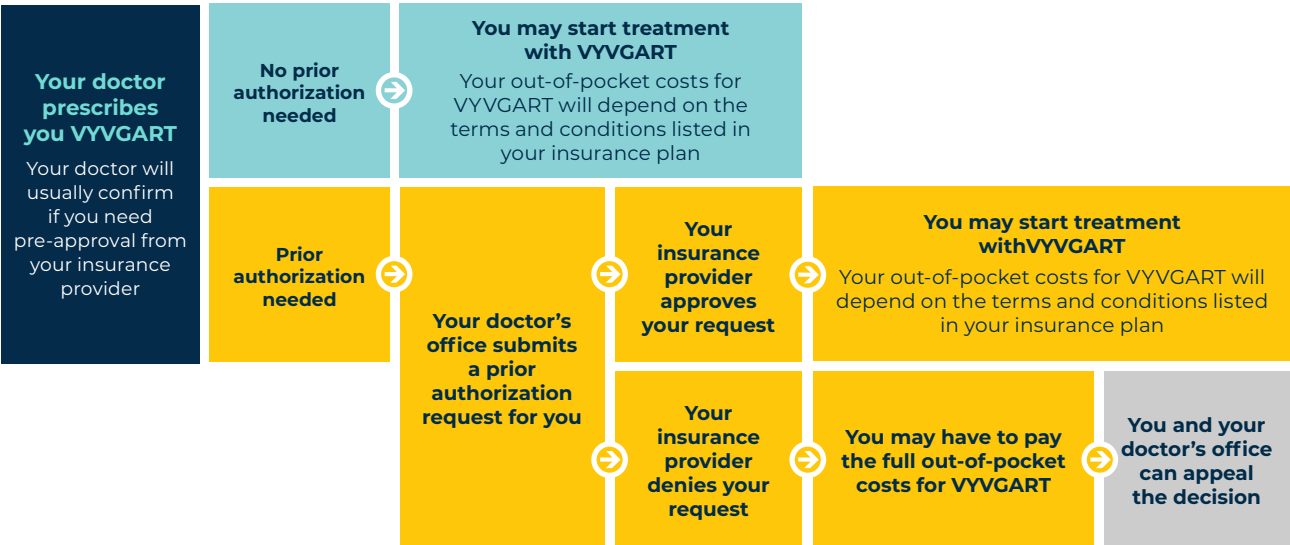 Your doctor
prescribes
you VYVGART
Your doctor will
usually confirm
if you need
pre-approval from
your insurance
provider
No prior
authorization
needed
You may start treatment
with VYVGART
Your out-of-pocket costs for
VYVGART will depend on the
terms and conditions listed in
your insurance plan
Prior
authorization
needed
Your doctor's
office submits
a prior
authorization
request for you
Your
insurance
provider
approves
your request
You may start treatment
withVYVGART
Your out-of-pocket costs for VYVGART will
depend on the terms and conditions listed
in your insurance plan
Your
insurance
provider
denies your
request
You may have to pay
the full out-of-pocket
costs for VYVGART
You and your
doctor's office
can appeal
the decision